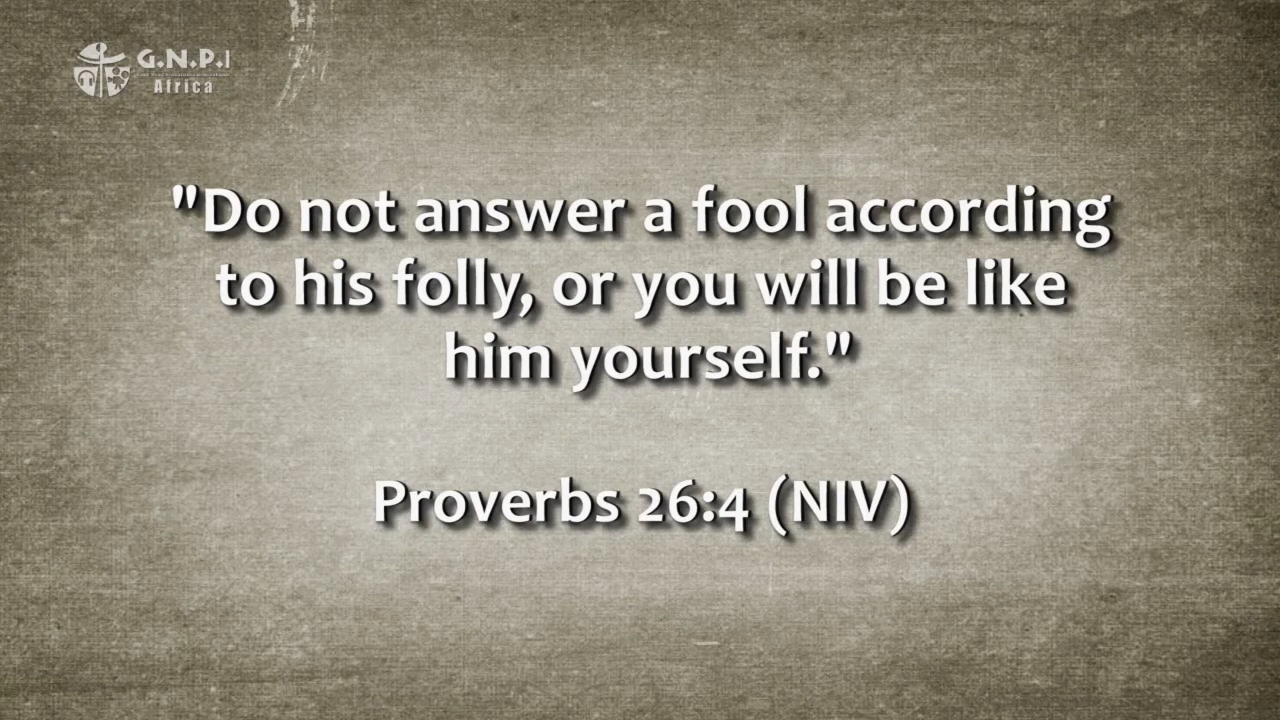 G.N.P.I
Africa
"Do not answer a fool according
to his folly, or you will be like
him yourself."
Proverbs 26:4 (NIV)